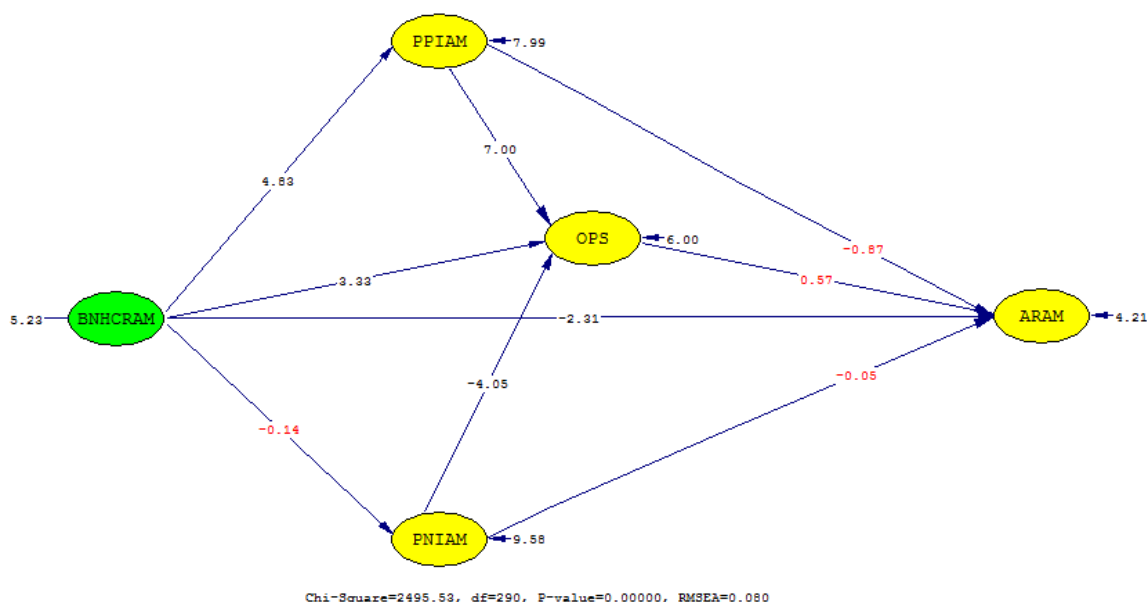 PPIAM
7.99
7.00
4.83
OPS
6.00
-0.87
3.33
0.57
5.23
BNHCRAM
-2.31
ARAM
4.21
-0.05
-4.05
-0.14
PNIAM
9.58
Chi-Square=2495.53, df=290, P-value=0.00000, RMSEA=0.080